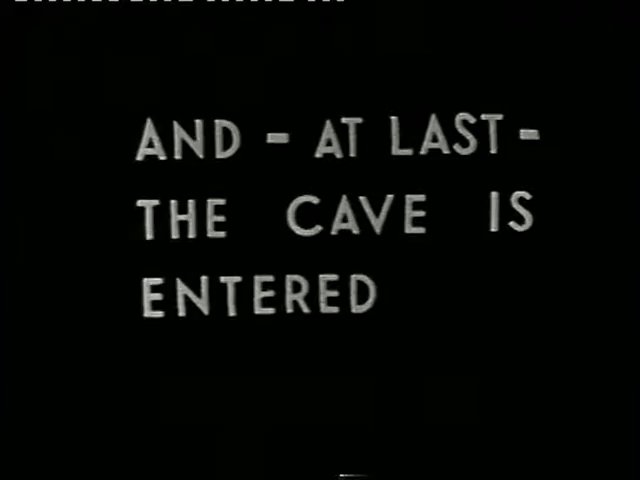 AND - AT LAST -
THE CAVE IS
ENTERED